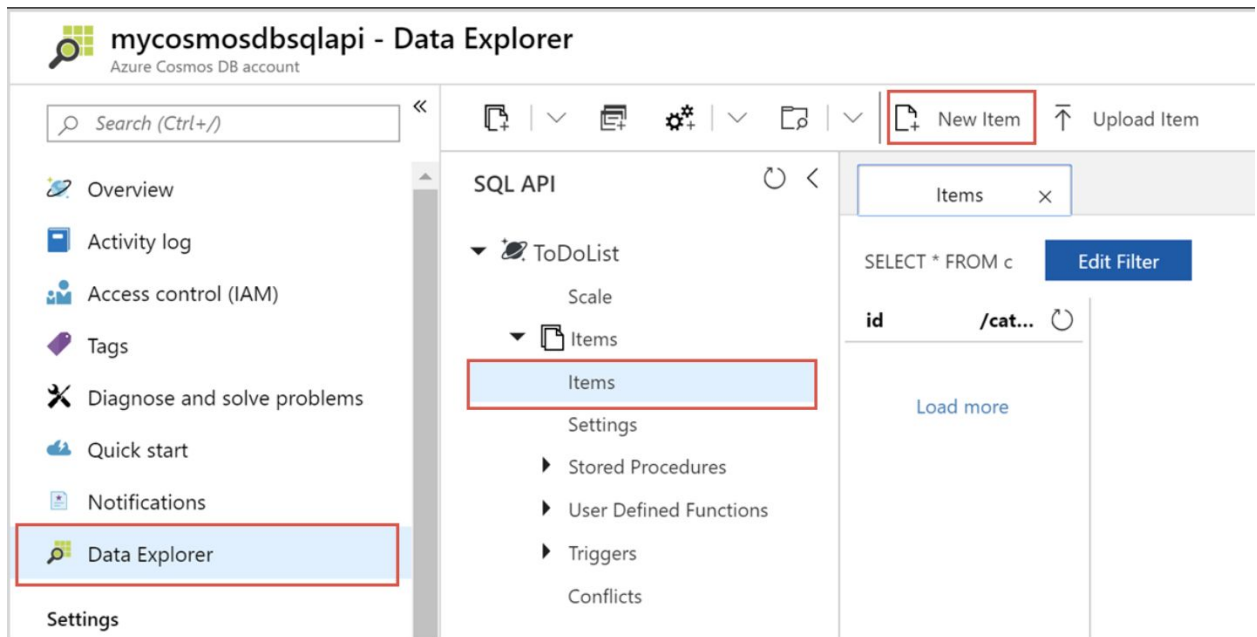 mycosmosdbsqlapi - Data Explorer
Azure Cosmos DB account
Search (Ctrl+/)
«
Overview
Activity log
Access control (IAM)
Tags
Diagnose and solve problems
Quick start
Notifications
Data Explorer
Settings
New Item
Upload Item
SQL API
ToDoList
Scale
Items
Items
Settings
Stored Procedures
User Defined Functions
Triggers
Conflicts
Items
SELECT * FROM c
Edit Filter
id /cat...
Load more